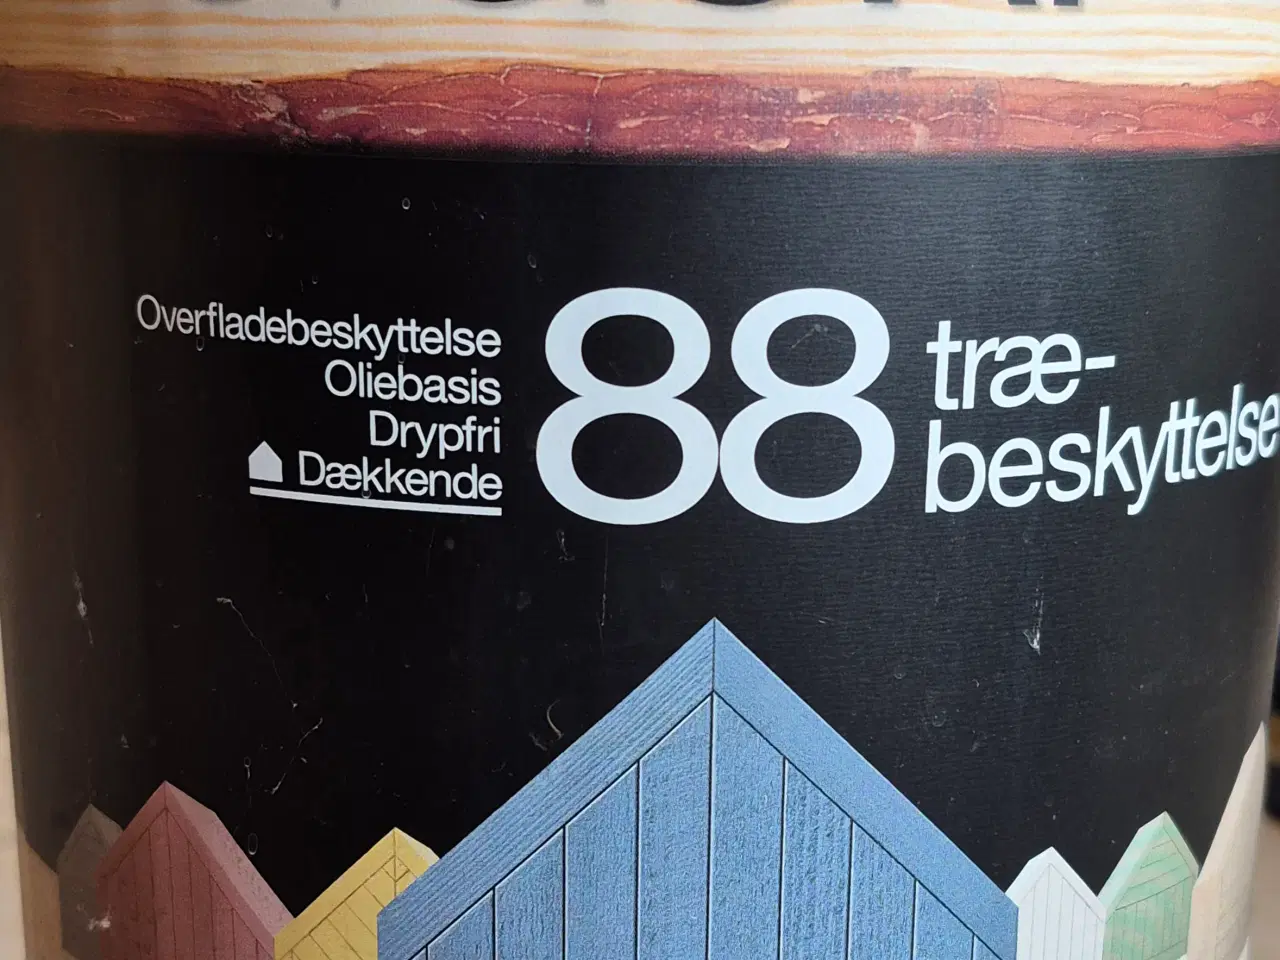 Overfladebeskyttelse
Oliebasis
Drypfri
Dækkende
88
træ-
beskyttelse